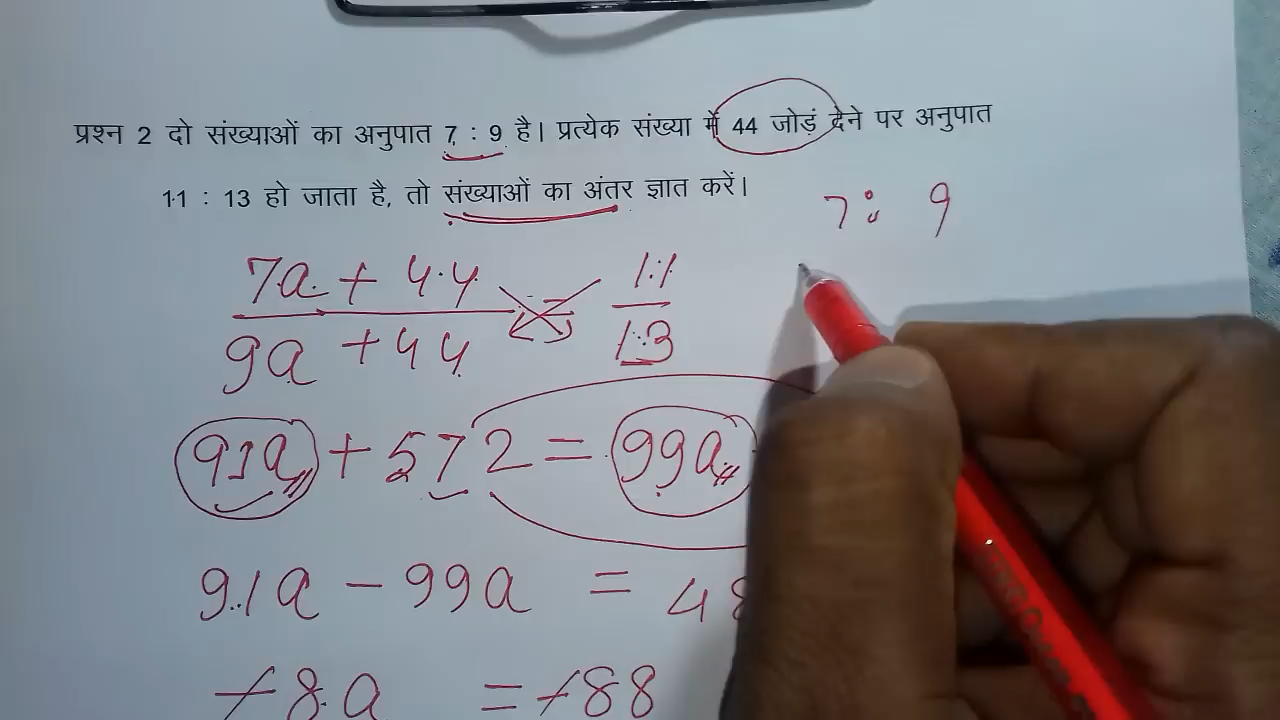 प्रश्न 2 दो संख्याओं का अनुपात 7 : 9 है। प्रत्येक संख्या में 44 जोड़ं देने पर अनुपात
11 : 13 हो जाता है, तो संख्याओं का अंतर ज्ञात करें।
7 : 9
7a + 44 = 11
9a + 44 13
91a + 572 = 99a
91a - 99a = 48
-8a = -88